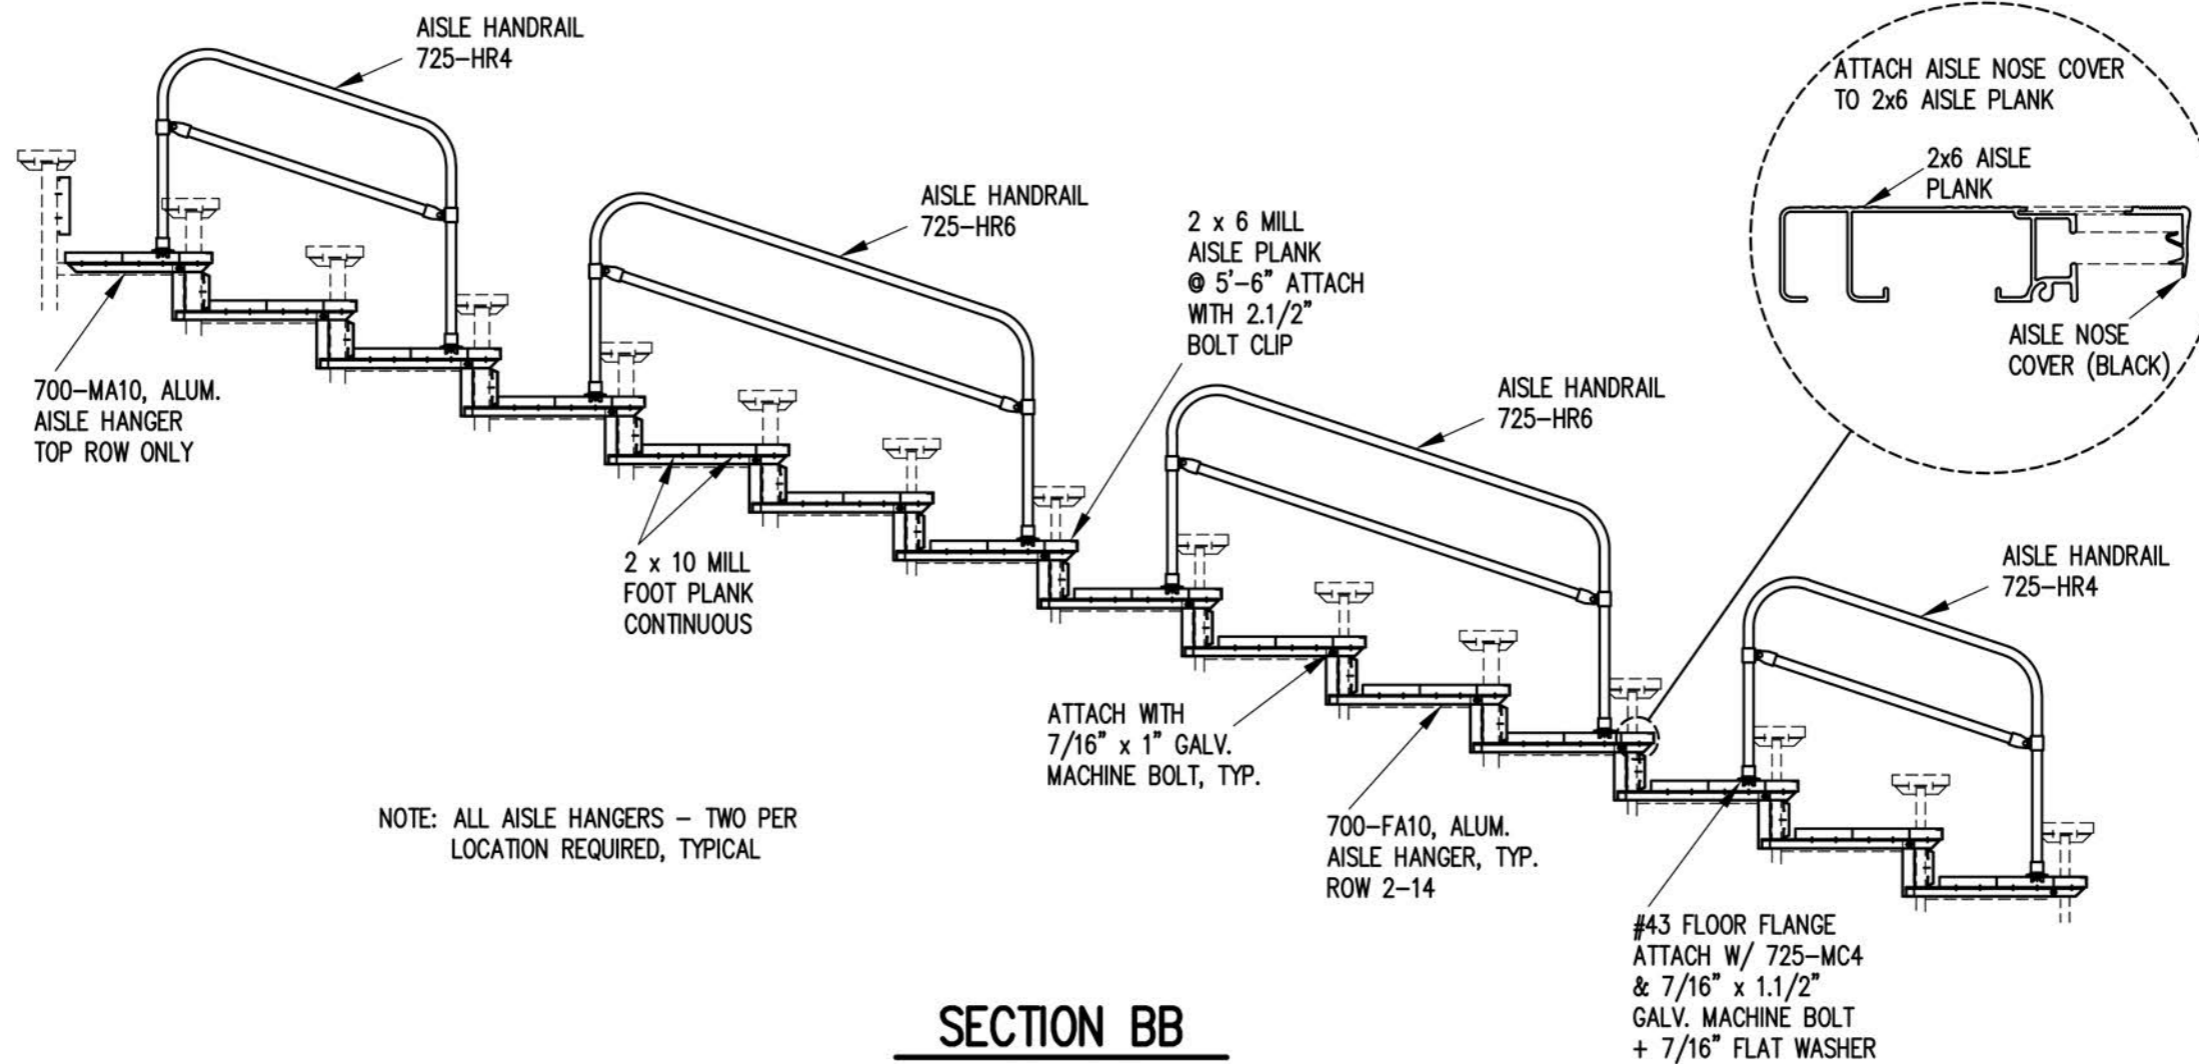 AISLE HANDRAIL
725-HR4
AISLE HANDRAIL
725-HR6
2 x 6 MILL
AISLE PLANK
@ 5'-6" ATTACH
WITH 2.1/2"
BOLT CLIP
ATTACH AISLE NOSE COVER
TO 2x6 AISLE PLANK
2x6 AISLE
PLANK
AISLE NOSE
COVER (BLACK)
700-MA10, ALUM.
AISLE HANGER
TOP ROW ONLY
AISLE HANDRAIL
725-HR6
2 x 10 MILL
FOOT PLANK
CONTINUOUS
AISLE HANDRAIL
725-HR4
ATTACH WITH
7/16" x 1" GALV.
MACHINE BOLT, TYP.
NOTE: ALL AISLE HANGERS – TWO PER
LOCATION REQUIRED, TYPICAL
700-FA10, ALUM.
AISLE HANGER, TYP.
ROW 2-14
#43 FLOOR FLANGE
ATTACH W/ 725-MC4
& 7/16" x 1.1/2"
GALV. MACHINE BOLT
+ 7/16" FLAT WASHER
SECTION BB